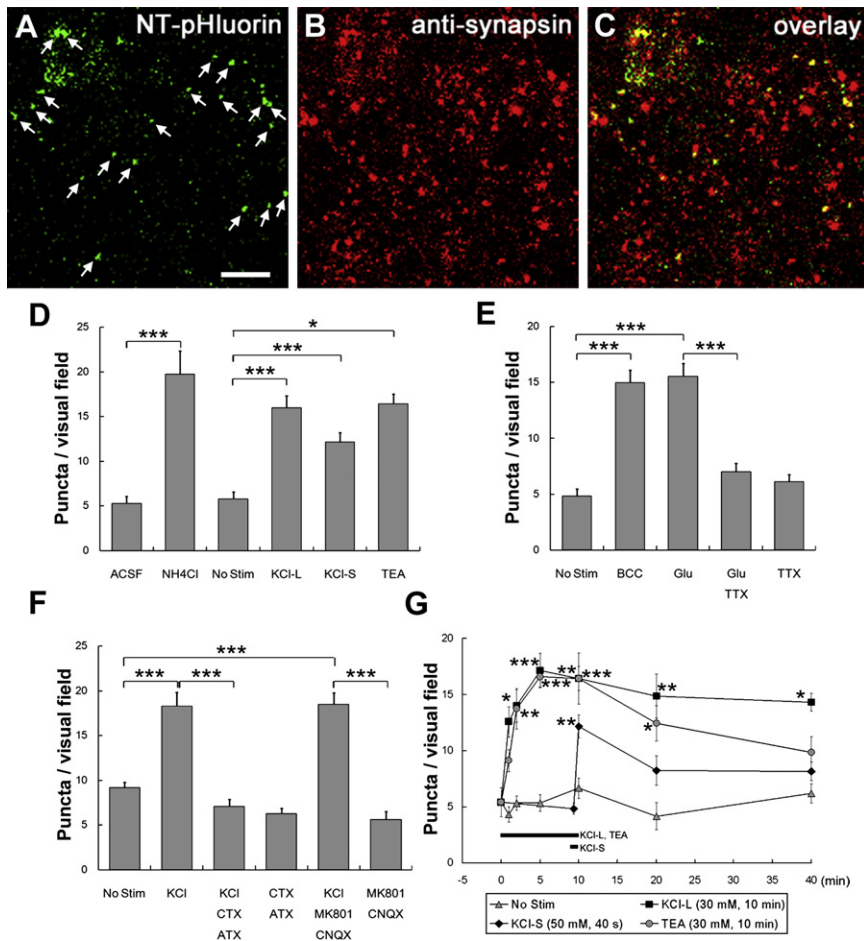 A NT-pHluorin
B anti-synapsin
C overlay
D
Puncta / visual field
25
20
15
10
5
0
***
*
***
***
ACSF NH4Cl No Stim KCl-L KCl-S TEA
E
Puncta / visual field
20
15
10
5
0
***
***
***
No Stim BCC Glu Glu TTX
TTX
F
Puncta / visual field
25
20
15
10
5
0
***
***
***
***
No Stim KCl KCl CTX KCl MK801
CTX ATX MK801 CNQX
ATX CNQX
G
Puncta / visual field
20
15
10
5
0
*
***
**
***
**
***
**
**
*
*
KCl-L, TEA
KCl-S
-5 0 5 10 15 20 25 30 35 40 (min)
No Stim KCl-L (30 mM, 10 min)
KCl-S (50 mM, 40 s) TEA (30 mM, 10 min)